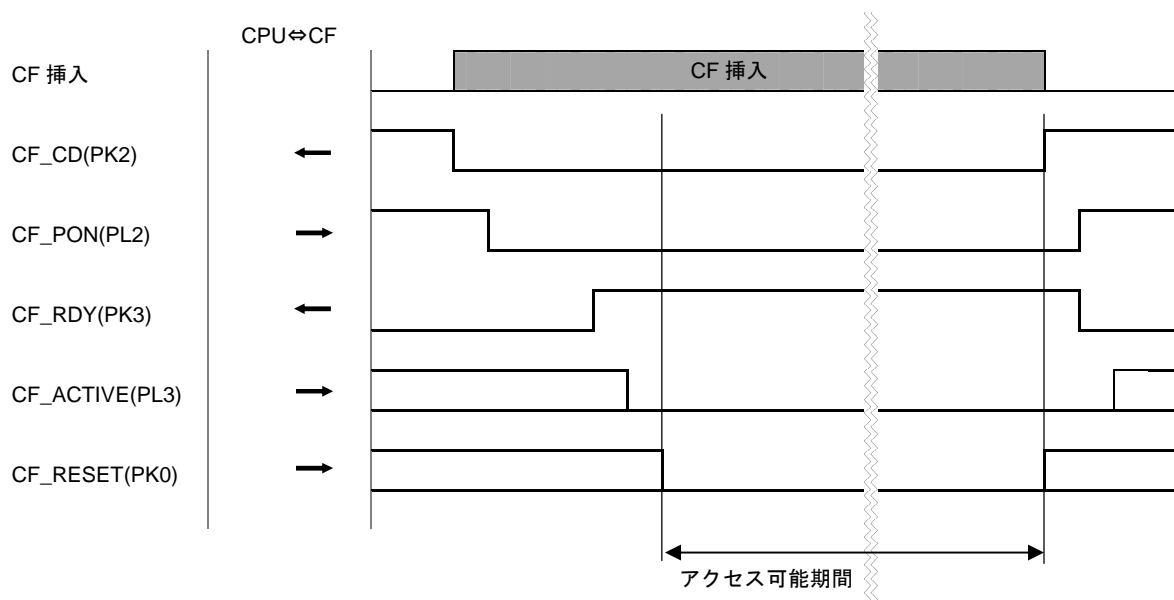 CPU⇔CF
CF 挿入
CF 挿入
CF_CD(PK2)
CF_PON(PL2)
CF_RDY(PK3)
CF_ACTIVE(PL3)
CF_RESET(PK0)
アクセス可能期間